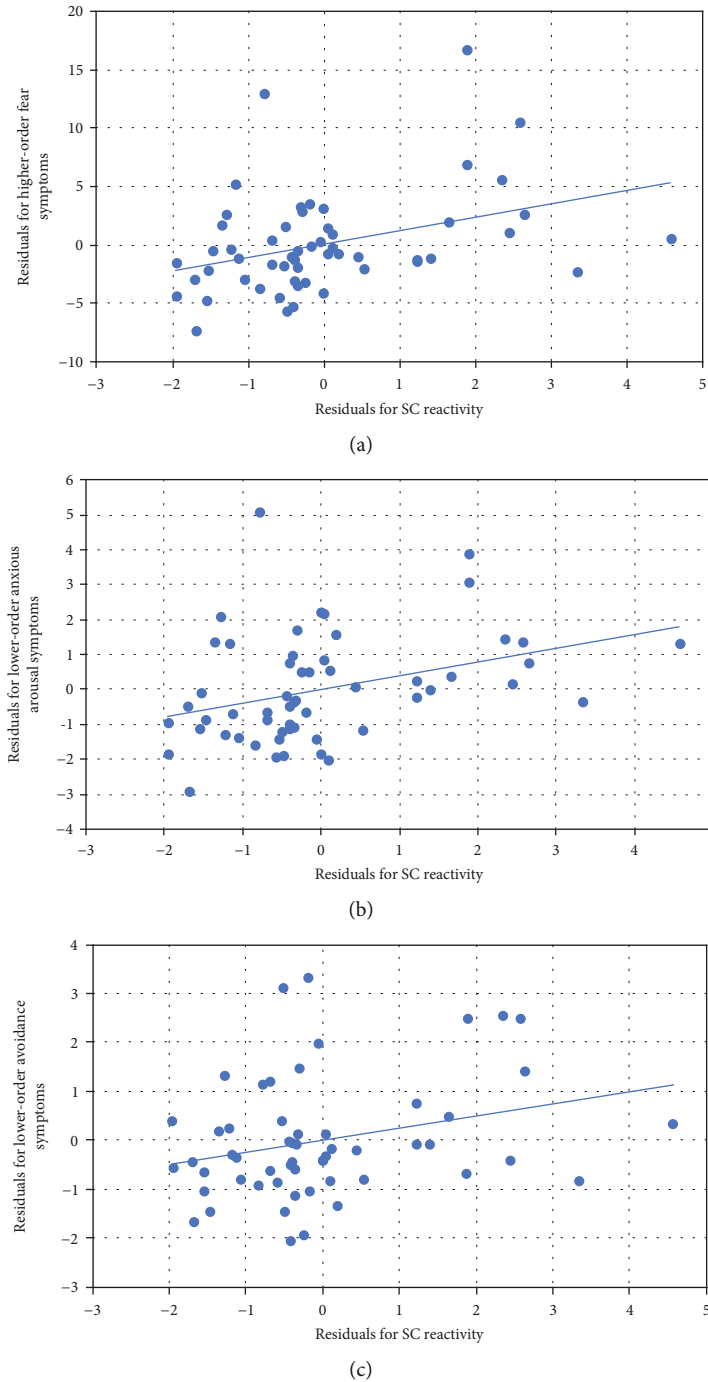 20
15
10
5
0
−5
−10
Residuals for higher-order fear
symptoms
−3 −2 −1 0 1 2 3 4 5
Residuals for SC reactivity
(a)
6
5
4
3
2
1
0
−1
−2
−3
−4
Residuals for lower-order anxious
arousal symptoms
−3 −2 −1 0 1 2 3 4
Residuals for SC reactivity
(b)
4
3
2
1
0
−1
−2
−3
Residuals for lower-order avoidance
symptoms
−3 −2 −1 0 1 2 3 4 5
Residuals for SC reactivity
(c)